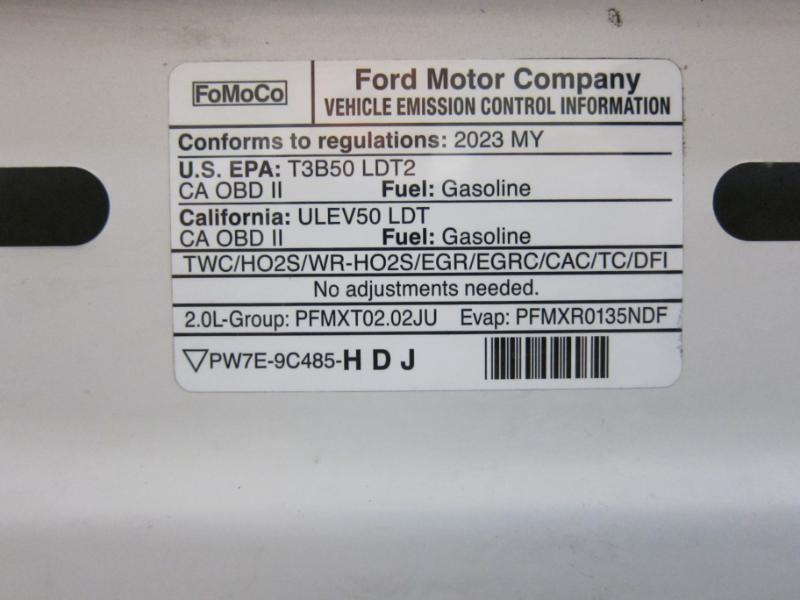 FoMoCo
Ford Motor Company
VEHICLE EMISSION CONTROL INFORMATION
Conforms to regulations: 2023 MY
U.S. EPA: T3B50 LDT2
CA OBD II Fuel: Gasoline
California: ULEV50 LDT
CA OBD II Fuel: Gasoline
TWC/HO2S/WR-HO2S/EGR/EGRC/CAC/TC/DFI
No adjustments needed.
2.0L-Group: PFMXT02.02JU Evap: PFMXR0135NDF
▽PW7E-9C485-H D J